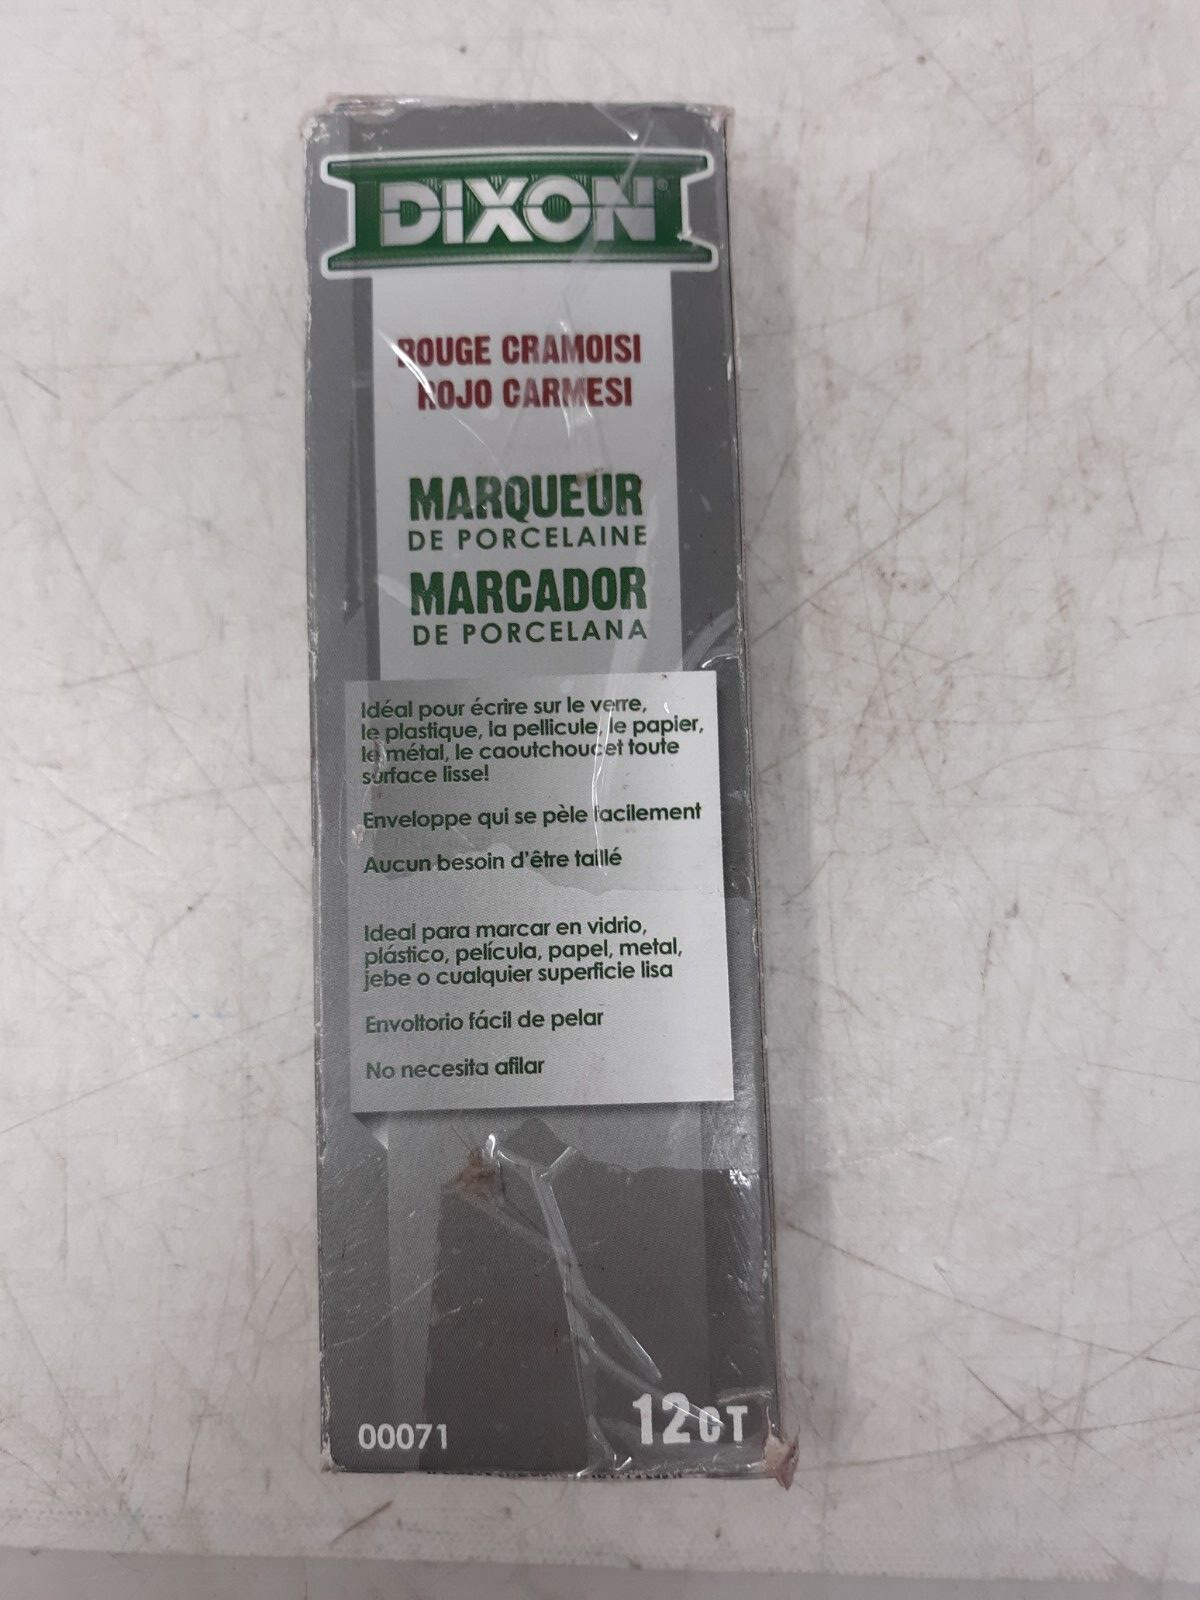 DIXON®
ROUGE CRAMOISI
ROJO CARMESI
MARQUEUR
DE PORCELAINE
MARCADOR
DE PORCELANA
Idéal pour écrire sur le verre,
le plastique, la pellicule, le papier,
le métal, le caoutchoucet toute
surface lisse!
Enveloppe qui se pèle facilement
Aucun besoin d'être taillé
Ideal para marcar en vidrio,
plástico, película, papel, metal,
jebe o cualquier superficie lisa
Envoltorio fácil de pelar
No necesita afilar
00071
12CT